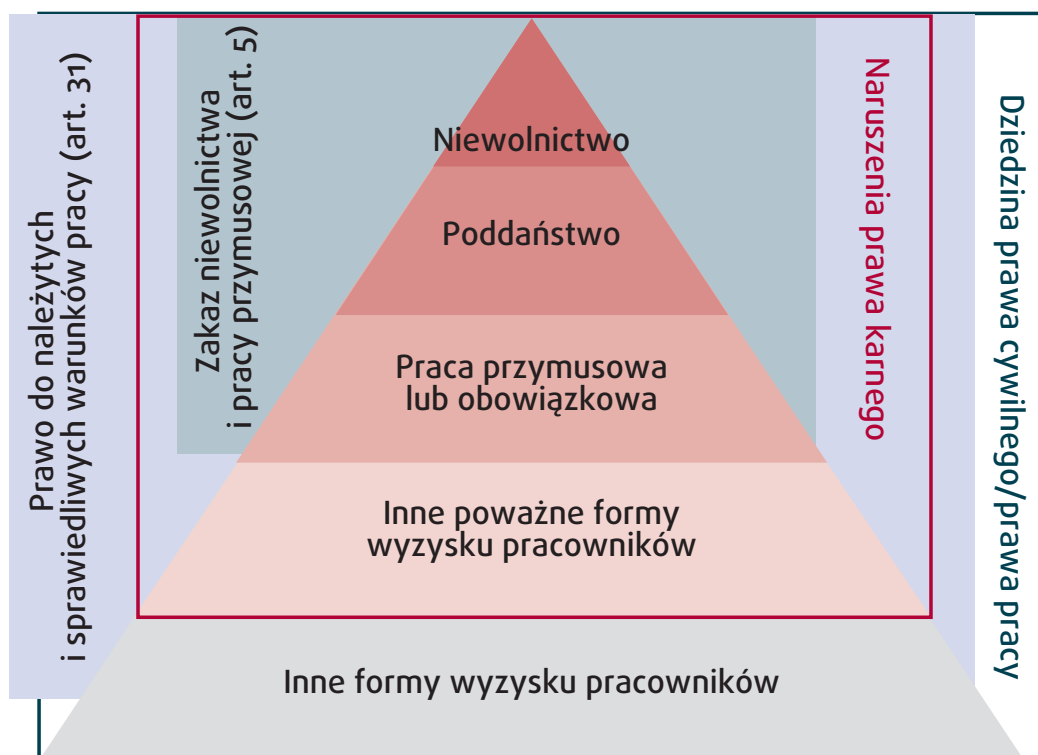 Prawo do należytych
i sprawiedliwych warunków pracy (art. 31)
Zakaz niewolnictwa
i pracy przymusowej (art. 5)
Niewolnictwo
Poddaństwo
Praca przymusowa
lub obowiązkowa
Inne poważne formy
wyzysku pracowników
Inne formy wyzysku pracowników
Naruszenia prawa karnego
Dziedzina prawa cywilnego/prawa pracy